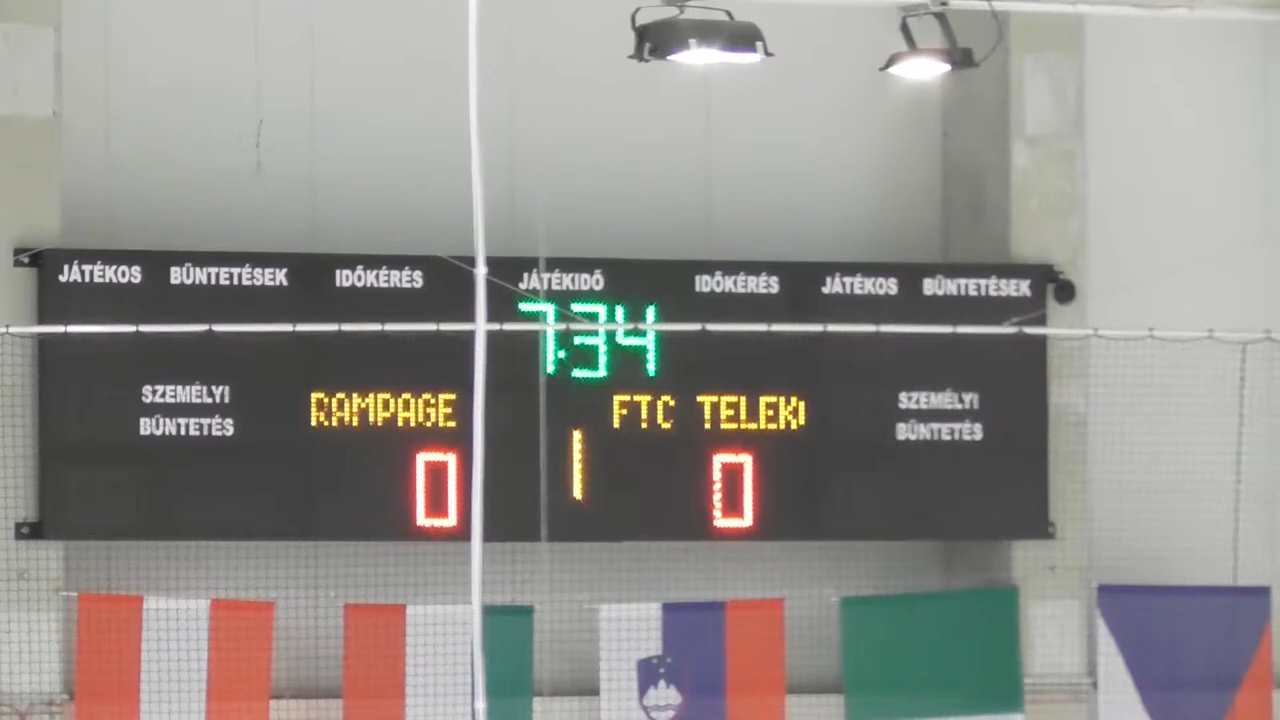 JÁTÉKOS BÜNTETÉSEK IDŐKÉRÉS JÁTÉKIDŐ IDŐKÉRÉS JÁTÉKOS BÜNTETÉSEK
7:34
SZEMÉLYI BÜNTETÉS
RAMPAGE
FTC TELEKI
SZEMÉLYI BÜNTETÉS
0
1
0